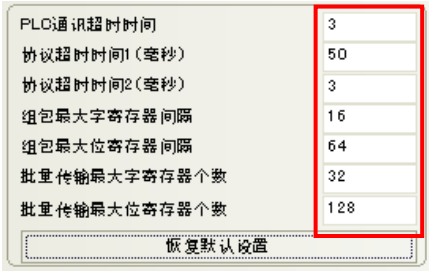 PLC通讯超时时间 3
协议超时时间1(毫秒) 50
协议超时时间2(毫秒) 3
组包最大字寄存器间隔 16
组包最大位寄存器间隔 64
批量传输最大字寄存器个数 32
批里传输最大位寄存器个数 128
恢复默认设置